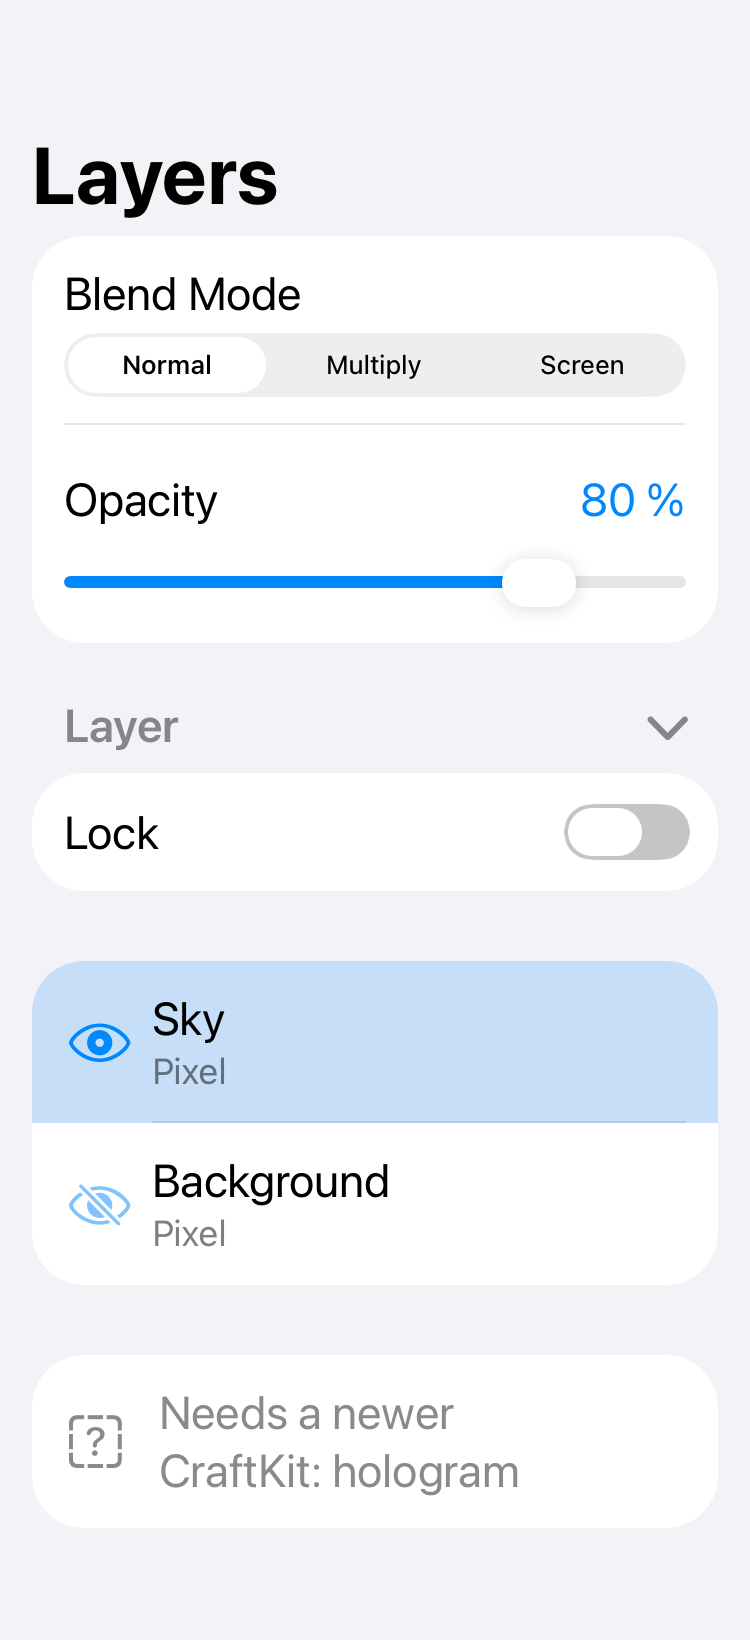 Layers
Blend Mode
Normal Multiply Screen
Opacity 80 %
Layer
Lock
Sky
Pixel
Background
Pixel
?
Needs a newer
CraftKit: hologram